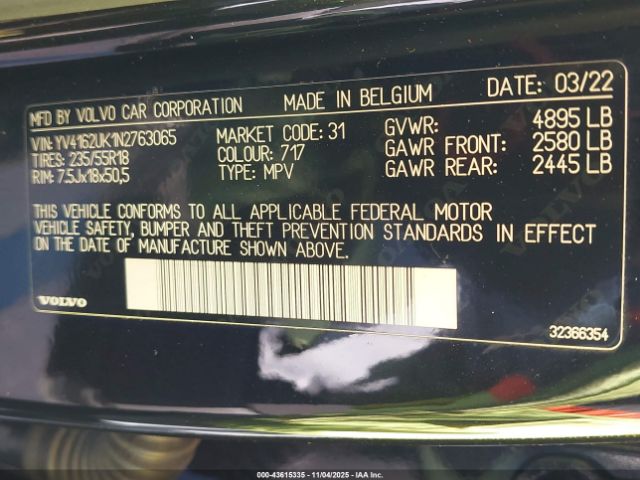 MFD BY VOLVO CAR CORPORATION MADE IN BELGIUM DATE: 03/22
VIN: YV4162UK1N2763065 MARKET CODE: 31 GVWR: 4895 LB
TIRES: 235/55R18 COLOUR: 717 GAWR FRONT: 2580 LB
RIM: 7.5Jx18x50,5 TYPE: MPV GAWR REAR: 2445 LB
THIS VEHICLE CONFORMS TO ALL APPLICABLE FEDERAL MOTOR
VEHICLE SAFETY, BUMPER AND THEFT PREVENTION STANDARDS IN EFFECT
ON THE DATE OF MANUFACTURE SHOWN ABOVE.
VOLVO
32366354
000-43615335 - 11/04/2025 - IAA Inc.